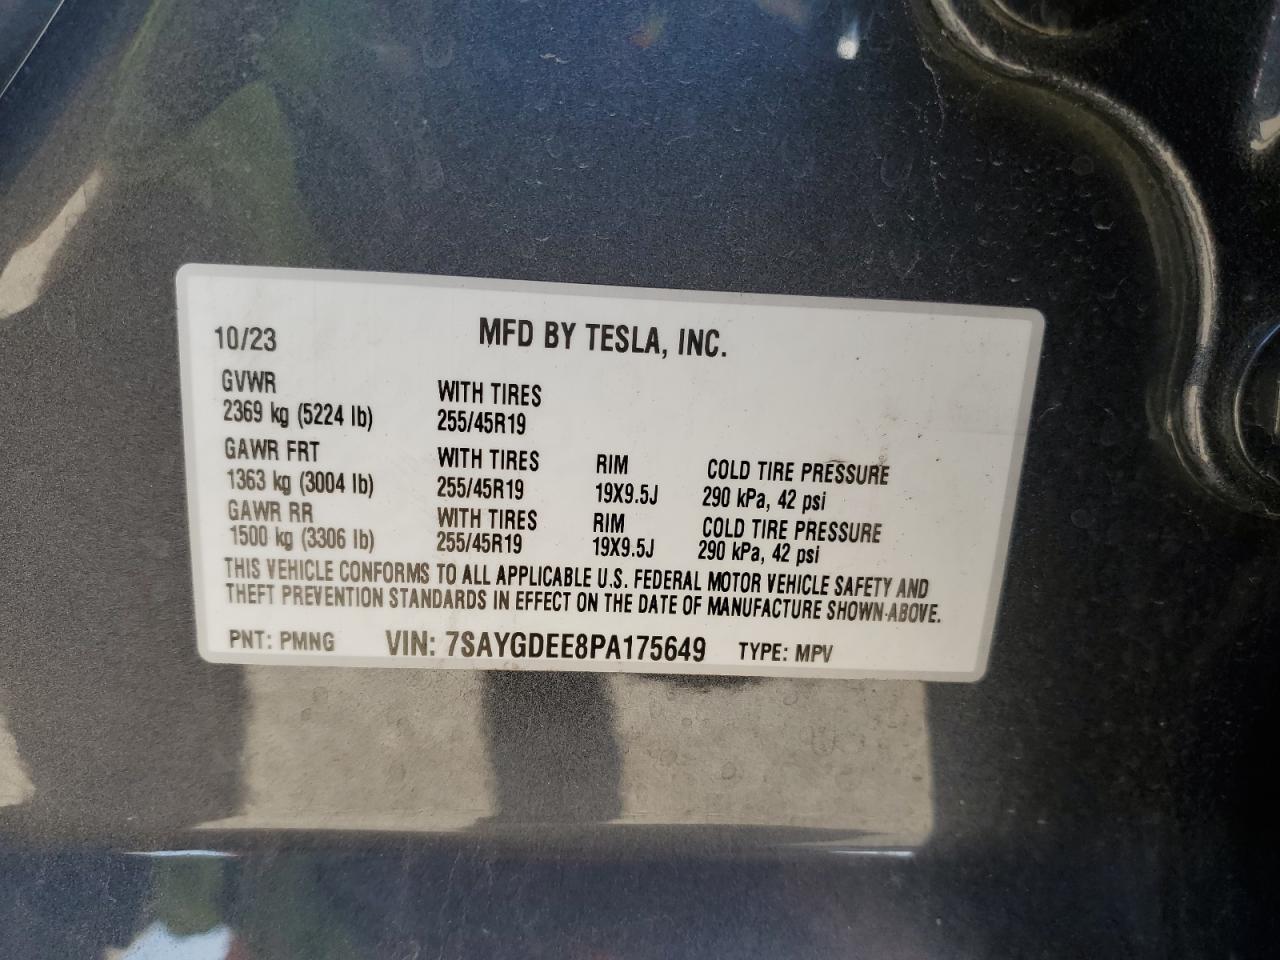 10/23 MFD BY TESLA, INC.
GVWR WITH TIRES
2369 kg (5224 lb) 255/45R19
GAWR FRT WITH TIRES RIM COLD TIRE PRESSURE
1363 kg (3004 lb) 255/45R19 19X9.5J 290 kPa, 42 psi
GAWR RR WITH TIRES RIM COLD TIRE PRESSURE
1500 kg (3306 lb) 255/45R19 19X9.5J 290 kPa, 42 psi
THIS VEHICLE CONFORMS TO ALL APPLICABLE U.S. FEDERAL MOTOR VEHICLE SAFETY AND
THEFT PREVENTION STANDARDS IN EFFECT ON THE DATE OF MANUFACTURE SHOWN-ABOVE.
PNT: PMNG VIN: 7SAYGDEE8PA175649 TYPE: MPV